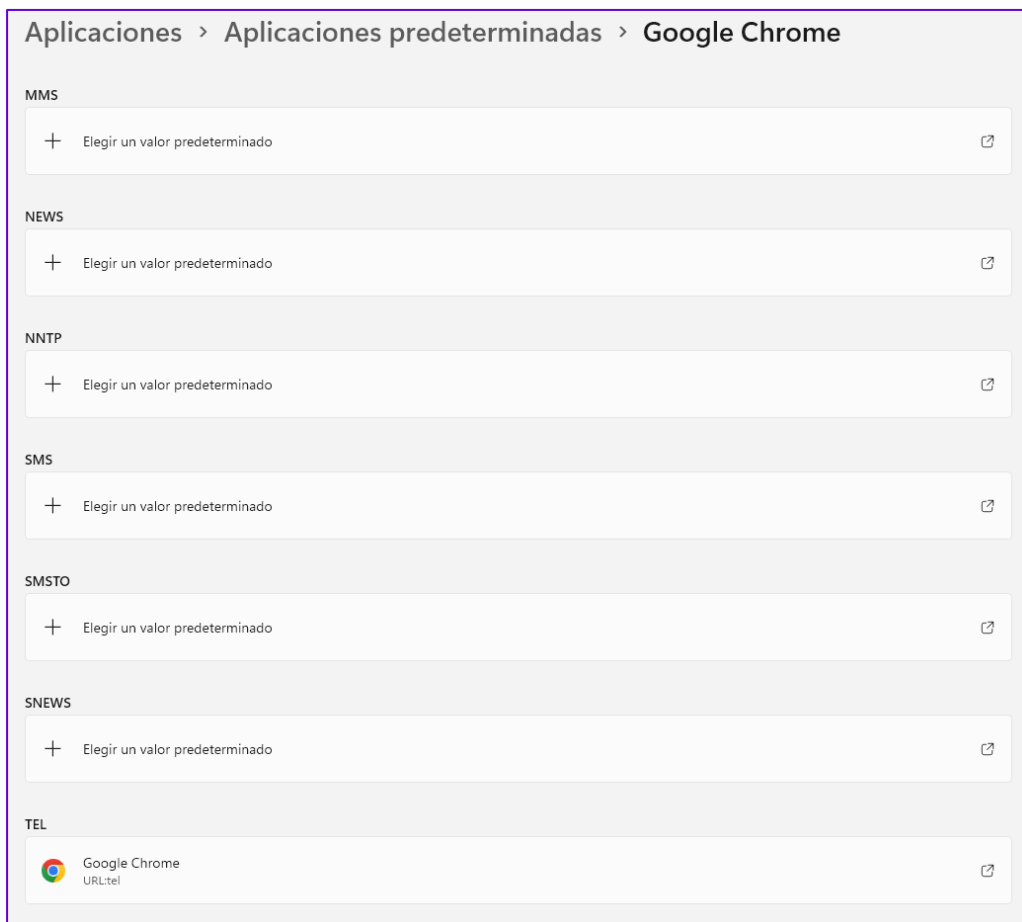 Aplicaciones > Aplicaciones predeterminadas > Google Chrome
MMS
Elegir un valor predeterminado
NEWS
Elegir un valor predeterminado
NNTP
Elegir un valor predeterminado
SMS
Elegir un valor predeterminado
SMSTO
Elegir un valor predeterminado
SNEWS
Elegir un valor predeterminado
TEL
Google Chrome
URL:tel